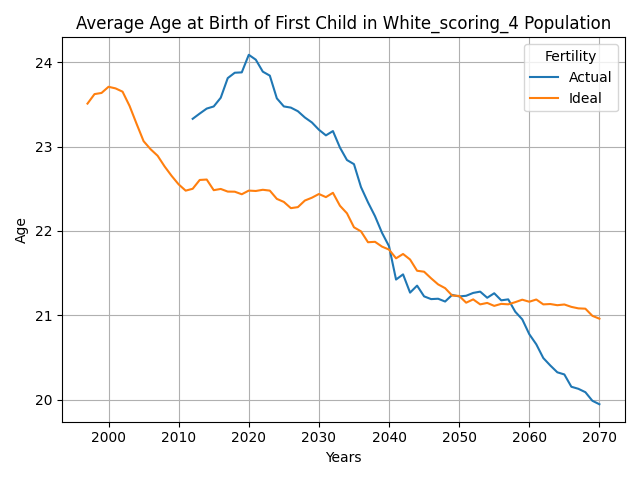 Average Age at Birth of First Child in White_scoring_4 Population
Fertility
Actual
Ideal
Age
24
23
22
21
20
2000 2010 2020 2030 2040 2050 2060 2070
Years